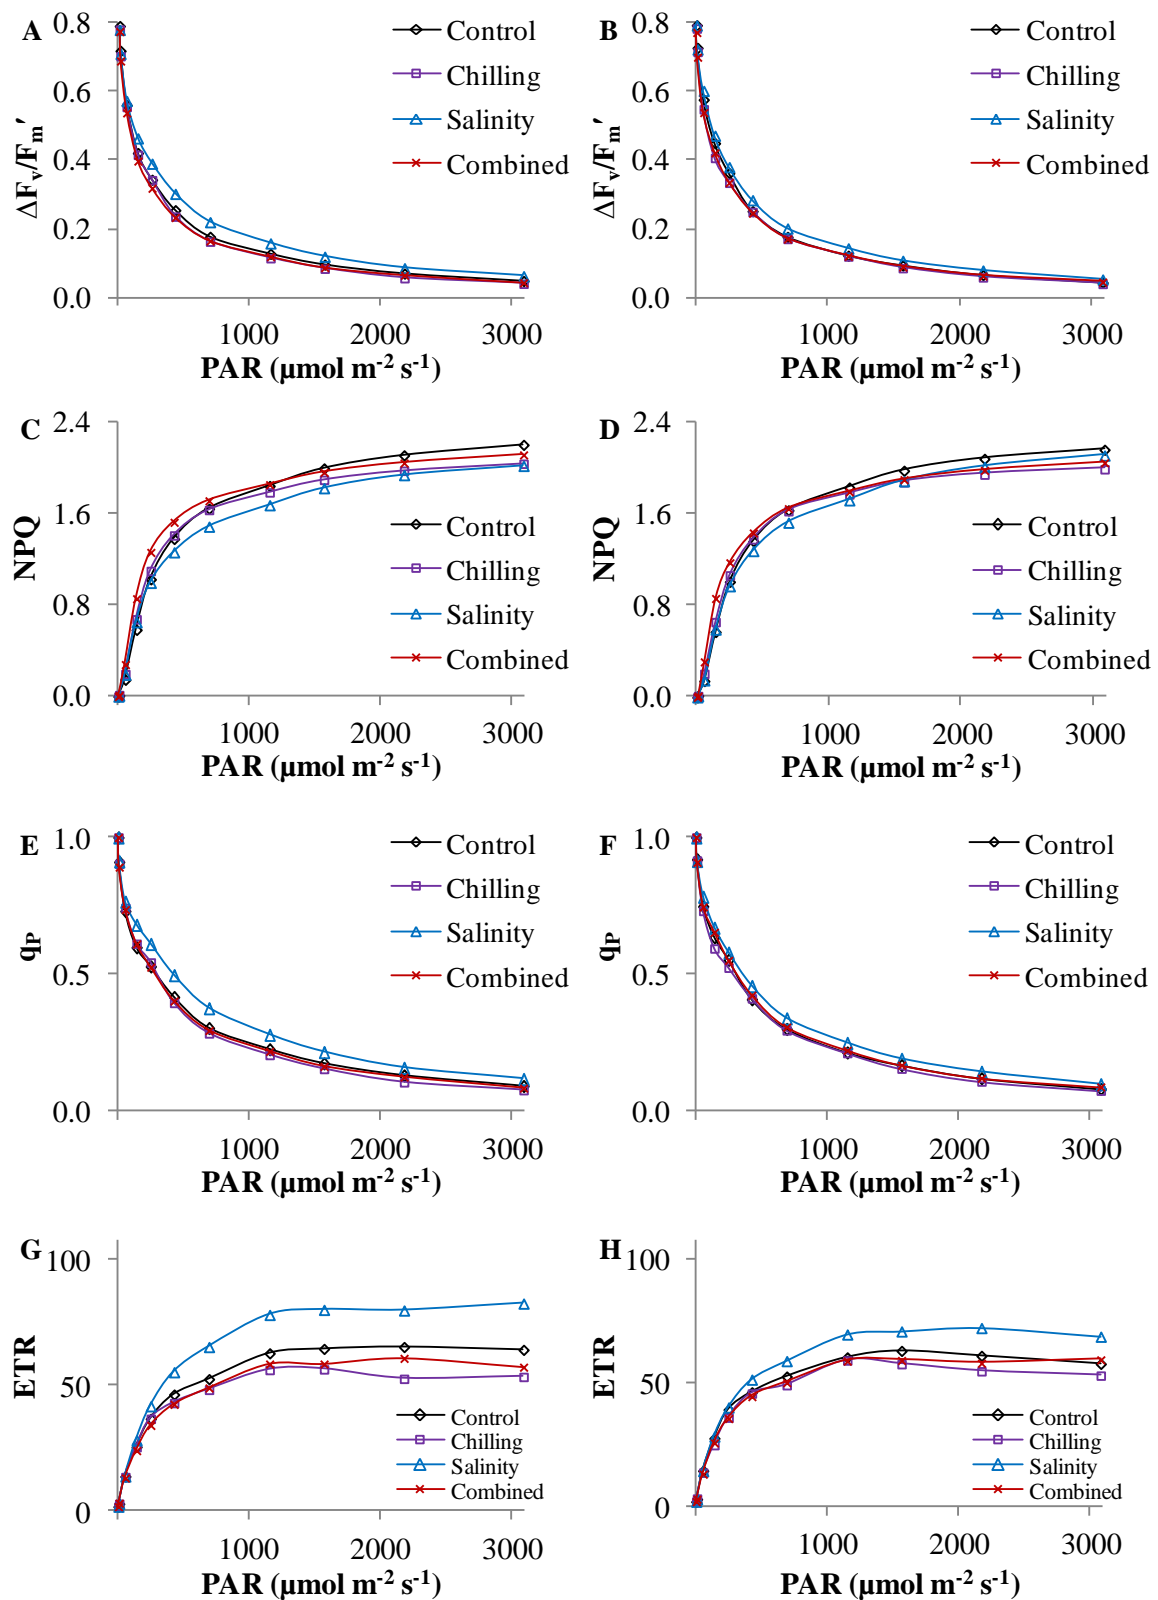 A
0.8
0.6
0.4
0.2
0.0
ΔFv/Fm′
Control
Chilling
Salinity
Combined
1000 2000 3000
PAR (µmol m-2 s-1)
B
0.8
0.6
0.4
0.2
0.0
ΔFv/Fm′
Control
Chilling
Salinity
Combined
1000 2000 3000
PAR (µmol m-2 s-1)
C
2.4
1.6
0.8
0.0
NPQ
Control
Chilling
Salinity
Combined
1000 2000 3000
PAR (µmol m-2 s-1)
D
2.4
1.6
0.8
0.0
NPQ
Control
Chilling
Salinity
Combined
1000 2000 3000
PAR (µmol m-2 s-1)
E
1.0
0.5
0.0
qP
Control
Chilling
Salinity
Combined
1000 2000 3000
PAR (µmol m-2 s-1)
F
1.0
0.5
0.0
qP
Control
Chilling
Salinity
Combined
1000 2000 3000
PAR (µmol m-2 s-1)
G
100
50
0
ETR
Control
Chilling
Salinity
Combined
1000 2000 3000
PAR (µmol m-2 s-1)
H
100
50
0
ETR
Control
Chilling
Salinity
Combined
1000 2000 3000
PAR (µmol m-2 s-1)